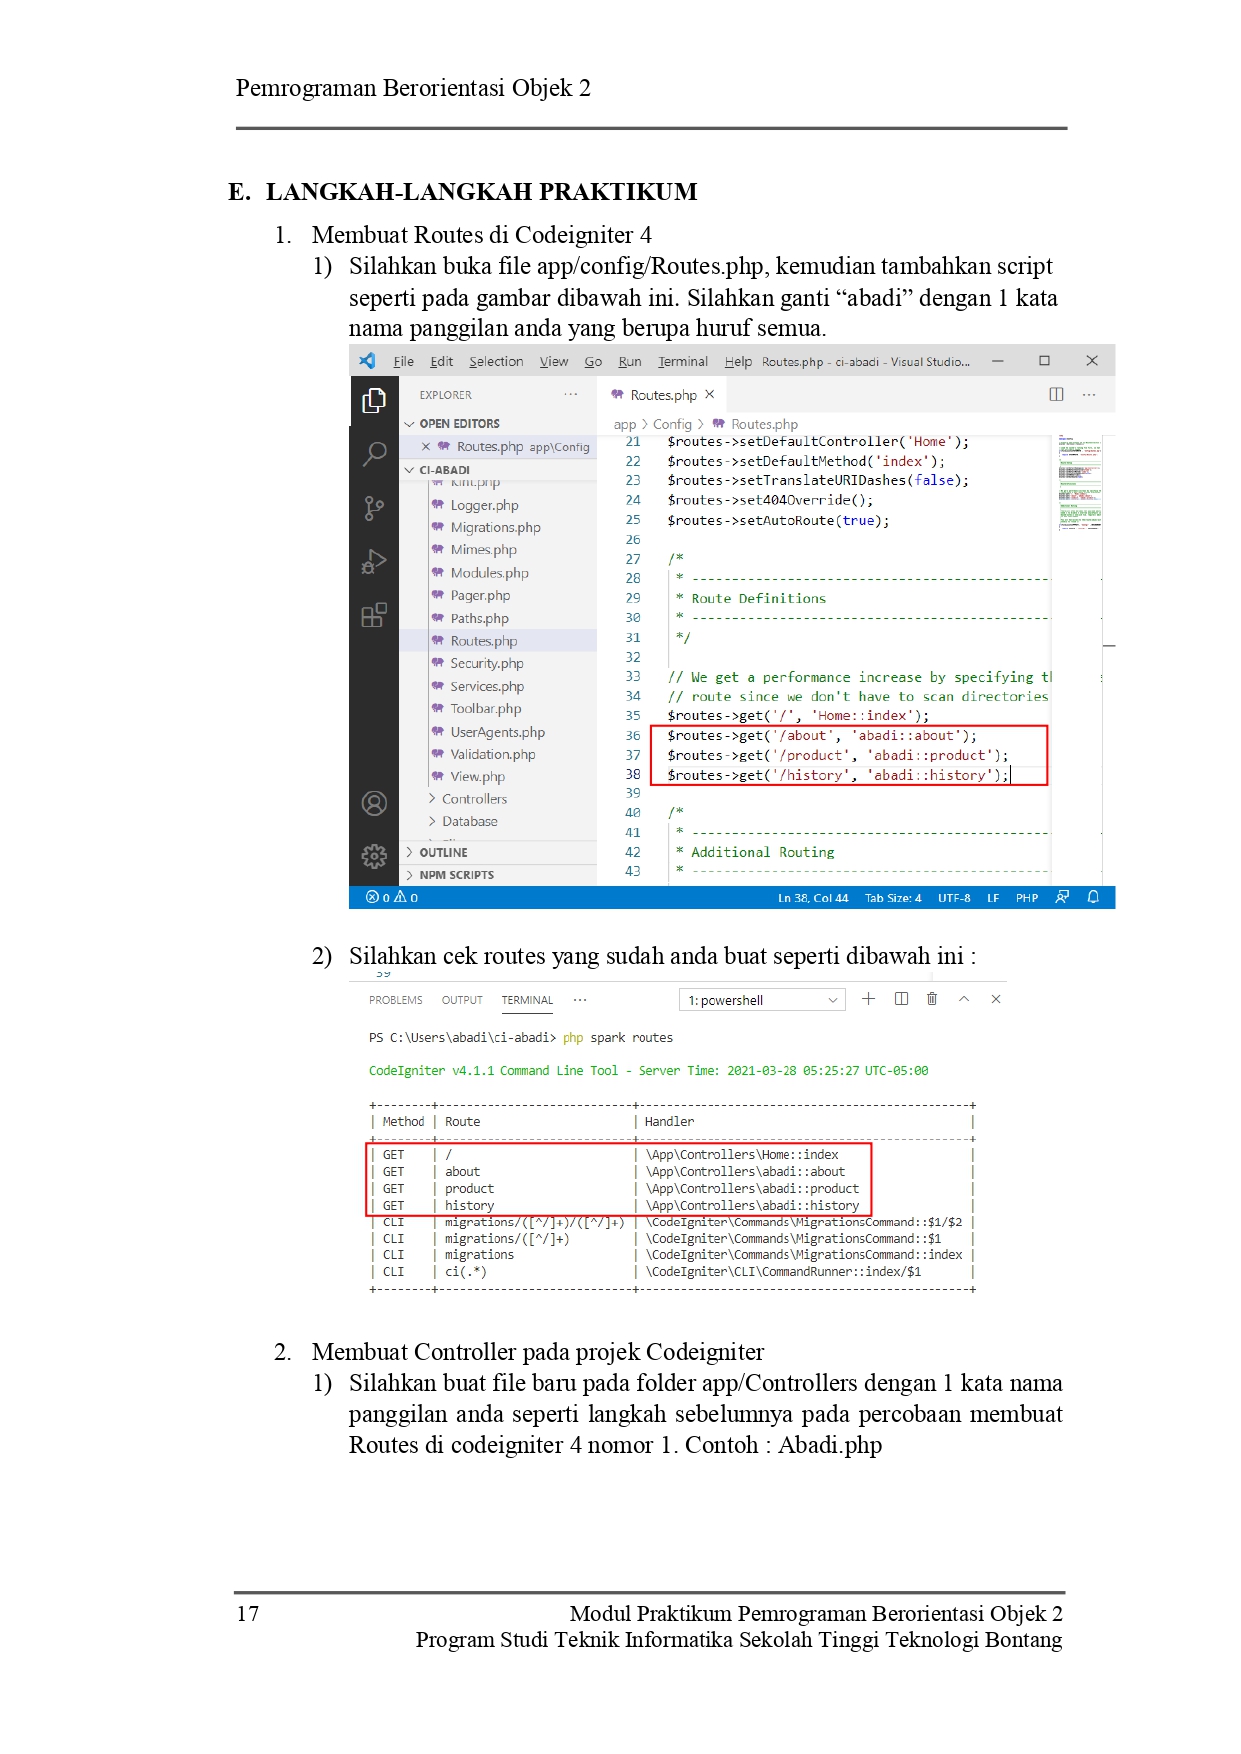 Pemrograman Berorientasi Objek 2
E. LANGKAH-LANGKAH PRAKTIKUM
1. Membuat Routes di Codeigniter 4
1) Silahkan buka file app/config/Routes.php, kemudian tambahkan script
seperti pada gambar dibawah ini. Silahkan ganti “abadi” dengan 1 kata
nama panggilan anda yang berupa huruf semua.
File Edit Selection View Go Run Terminal Help Routes.php - ci-abadi - Visual Studio...
EXPLORER ...
OPEN EDITORS
Routes.php app\Config
CI-ABADI
Kint.php
Logger.php
Migrations.php
Mimes.php
Modules.php
Pager.php
Paths.php
Routes.php
Security.php
Services.php
Toolbar.php
UserAgents.php
Validation.php
View.php
Controllers
Database
OUTLINE
NPM SCRIPTS
Routes.php
app > Config > Routes.php
21 $routes->setDefaultController('Home');
22 $routes->setDefaultMethod('index');
23 $routes->setTranslateURIDashes(false);
24 $routes->set404Override();
25 $routes->setAutoRoute(true);
26
27 /*
28 * --------------------------------------------------
29 * Route Definitions
30 * --------------------------------------------------
31 */
32
33 // We get a performance increase by specifying th
34 // route since we don't have to scan directories
35 $routes->get('/', 'Home::index');
36 $routes->get('/about', 'abadi::about');
37 $routes->get('/product', 'abadi::product');
38 $routes->get('/history', 'abadi::history');
39
40 /*
41 * --------------------------------------------------
42 * Additional Routing
43 * --------------------------------------------------
0 0 Ln 38, Col 44 Tab Size: 4 UTF-8 LF PHP
2) Silahkan cek routes yang sudah anda buat seperti dibawah ini :
39
PROBLEMS OUTPUT TERMINAL ... 1: powershell
PS C:\Users\abadi\ci-abadi> php spark routes
CodeIgniter v4.1.1 Command Line Tool - Server Time: 2021-03-28 05:25:27 UTC-05:00
+--------+---------------------------+----------------------------------------------+
| Method | Route | Handler |
+--------+---------------------------+----------------------------------------------+
| GET | / | \App\Controllers\Home::index |
| GET | about | \App\Controllers\abadi::about |
| GET | product | \App\Controllers\abadi::product |
| GET | history | \App\Controllers\abadi::history |
| CLI | migrations/([^/]+)/([^/]+) | \CodeIgniter\Commands\MigrationsCommand::$1/$2 |
| CLI | migrations/([^/]+) | \CodeIgniter\Commands\MigrationsCommand::$1 |
| CLI | migrations | \CodeIgniter\Commands\MigrationsCommand::index |
| CLI | ci(.*) | \CodeIgniter\CLI\CommandRunner::index/$1 |
+--------+---------------------------+----------------------------------------------+
2. Membuat Controller pada projek Codeigniter
1) Silahkan buat file baru pada folder app/Controllers dengan 1 kata nama
panggilan anda seperti langkah sebelumnya pada percobaan membuat
Routes di codeigniter 4 nomor 1. Contoh : Abadi.php
17 Modul Praktikum Pemrograman Berorientasi Objek 2
Program Studi Teknik Informatika Sekolah Tinggi Teknologi Bontang